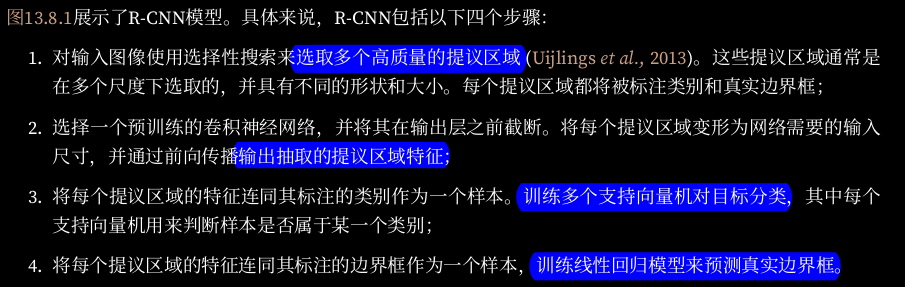 图13.8.1展示了R-CNN模型。具体来说，R-CNN包括以下四个步骤：
1. 对输入图像使用选择性搜索来选取多个高质量的提议区域 (Uijlings et al., 2013)。这些提议区域通常是
在多个尺度下选取的，并具有不同的形状和大小。每个提议区域都将被标注类别和真实边界框；
2. 选择一个预训练的卷积神经网络，并将其在输出层之前截断。将每个提议区域变形为网络需要的输入
尺寸，并通过前向传播输出抽取的提议区域特征；
3. 将每个提议区域的特征连同其标注的类别作为一个样本。训练多个支持向量机对目标分类，其中每个
支持向量机用来判断样本是否属于某一个类别；
4. 将每个提议区域的特征连同其标注的边界框作为一个样本，训练线性回归模型来预测真实边界框。